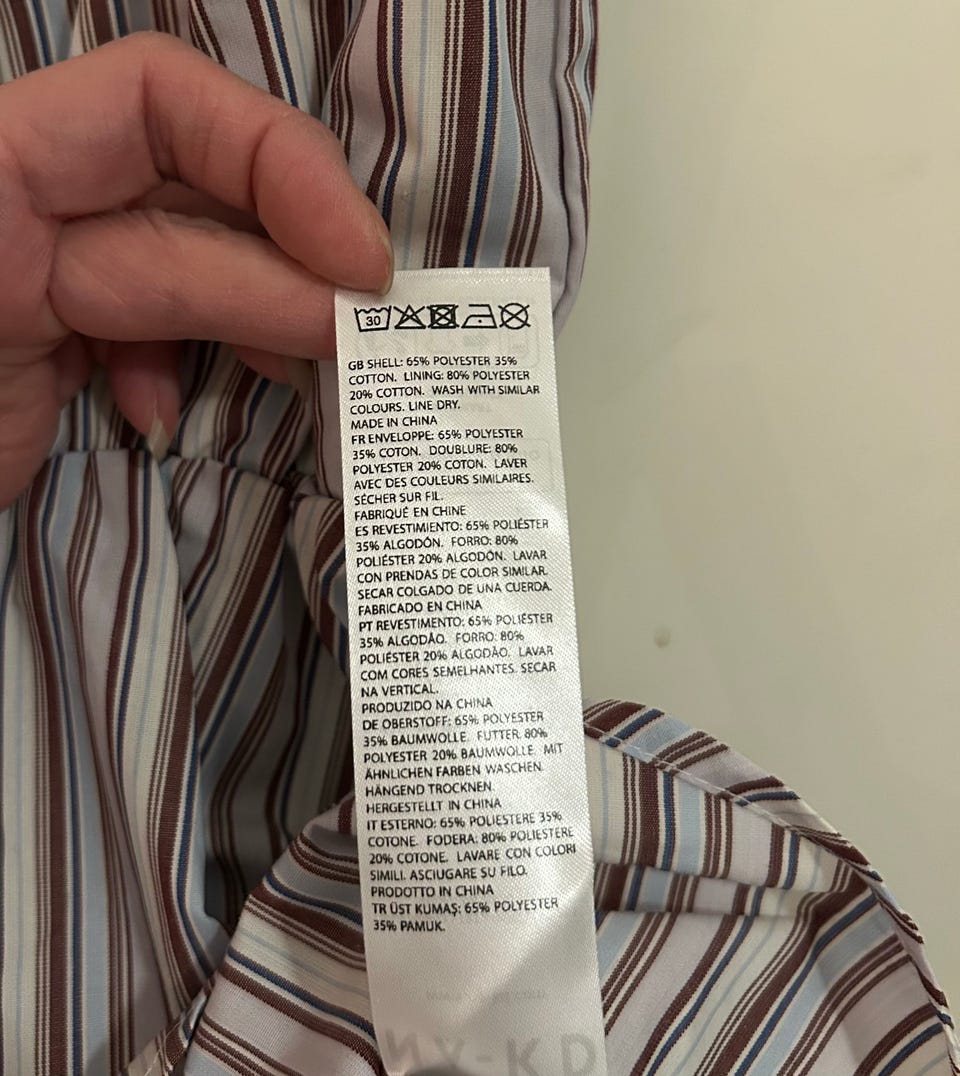 30
GB SHELL: 65% POLYESTER 35%
COTTON. LINING: 80% POLYESTER
20% COTTON. WASH WITH SIMILAR
COLOURS. LINE DRY.
MADE IN CHINA
FR ENVELOPPE: 65% POLYESTER
35% COTON. DOUBLURE: 80%
POLYESTER 20% COTON. LAVER
AVEC DES COULEURS SIMILAIRES.
SÉCHER SUR FIL.
FABRIQUÉ EN CHINE
ES REVESTIMIENTO: 65% POLIÉSTER
35% ALGODÓN. FORRO: 80%
POLIÉSTER 20% ALGODÓN. LAVAR
CON PRENDAS DE COLOR SIMILAR.
SECAR COLGADO DE UNA CUERDA.
FABRICADO EN CHINA
PT REVESTIMENTO: 65% POLIÉSTER
35% ALGODÃO. FORRO: 80%
POLIÉSTER 20% ALGODÃO. LAVAR
COM CORES SEMELHANTES. SECAR
NA VERTICAL.
PRODUZIDO NA CHINA
DE OBERSTOFF: 65% POLYESTER
35% BAUMWOLLE. FUTTER: 80%
POLYESTER 20% BAUMWOLLE. MIT
ÄHNLICHEN FARBEN WASCHEN.
HÄNGEND TROCKNEN.
HERGESTELLT IN CHINA
IT ESTERNO: 65% POLIESTERE 35%
COTONE. FODERA: 80% POLIESTERE
20% COTONE. LAVARE CON COLORI
SIMILI. ASCIUGARE SU FILO.
PRODOTTO IN CHINA
TR ÜST KUMAŞ: 65% POLYESTER
35% PAMUK.